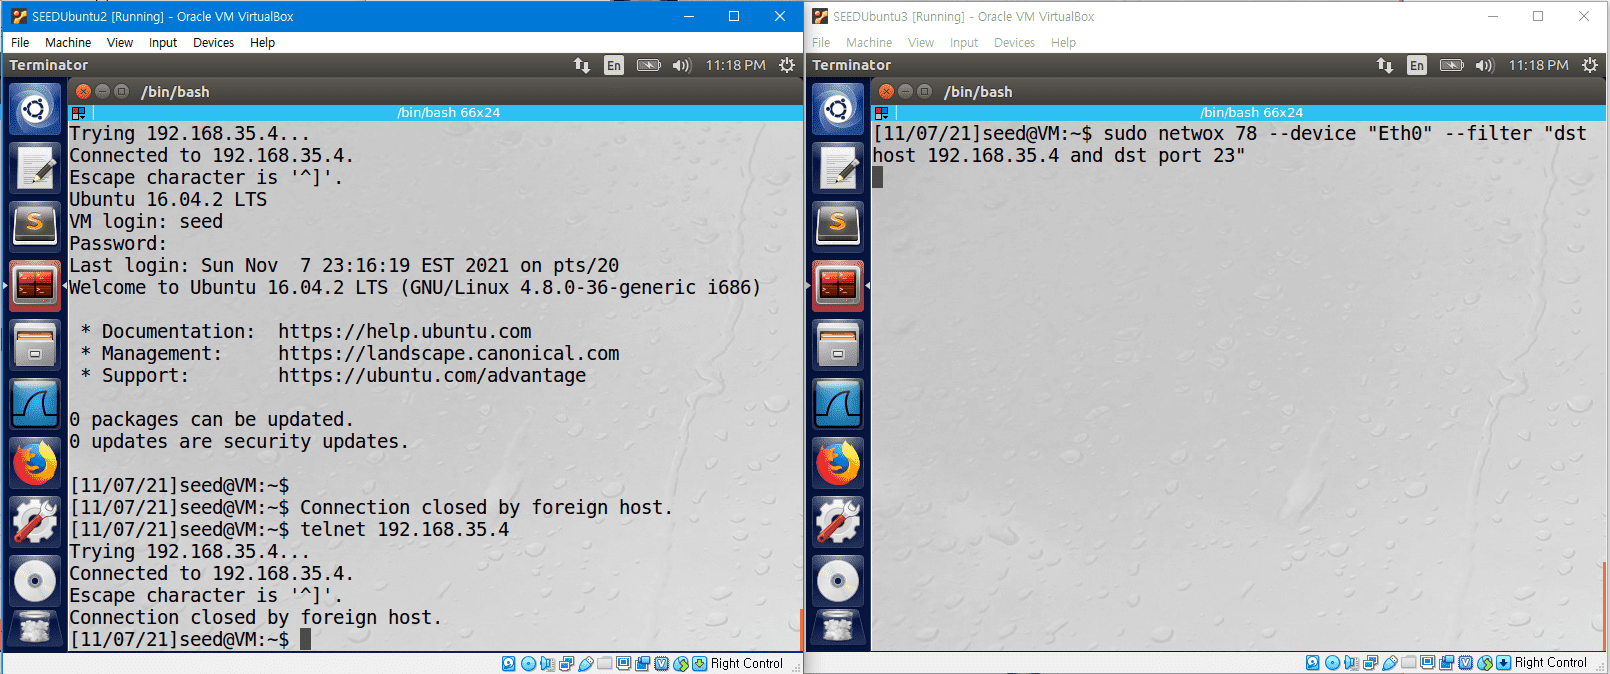 SEEDUbuntu2 [Running] - Oracle VM VirtualBox
File Machine View Input Devices Help
Terminator En 11:18 PM
/bin/bash
/bin/bash 66x24
Trying 192.168.35.4...
Connected to 192.168.35.4.
Escape character is '^]'.
Ubuntu 16.04.2 LTS
VM login: seed
Password:
Last login: Sun Nov  7 23:16:19 EST 2021 on pts/20
Welcome to Ubuntu 16.04.2 LTS (GNU/Linux 4.8.0-36-generic i686)
 * Documentation:  https://help.ubuntu.com
 * Management:     https://landscape.canonical.com
 * Support:        https://ubuntu.com/advantage
0 packages can be updated.
0 updates are security updates.
[11/07/21]seed@VM:~$
[11/07/21]seed@VM:~$ Connection closed by foreign host.
[11/07/21]seed@VM:~$ telnet 192.168.35.4
Trying 192.168.35.4...
Connected to 192.168.35.4.
Escape character is '^]'.
Connection closed by foreign host.
[11/07/21]seed@VM:~$
Right Control
SEEDUbuntu3 [Running] - Oracle VM VirtualBox
File Machine View Input Devices Help
Terminator En 11:18 PM
/bin/bash
/bin/bash 66x24
[11/07/21]seed@VM:~$ sudo netwox 78 --device "Eth0" --filter "dst
host 192.168.35.4 and dst port 23"
Right Control